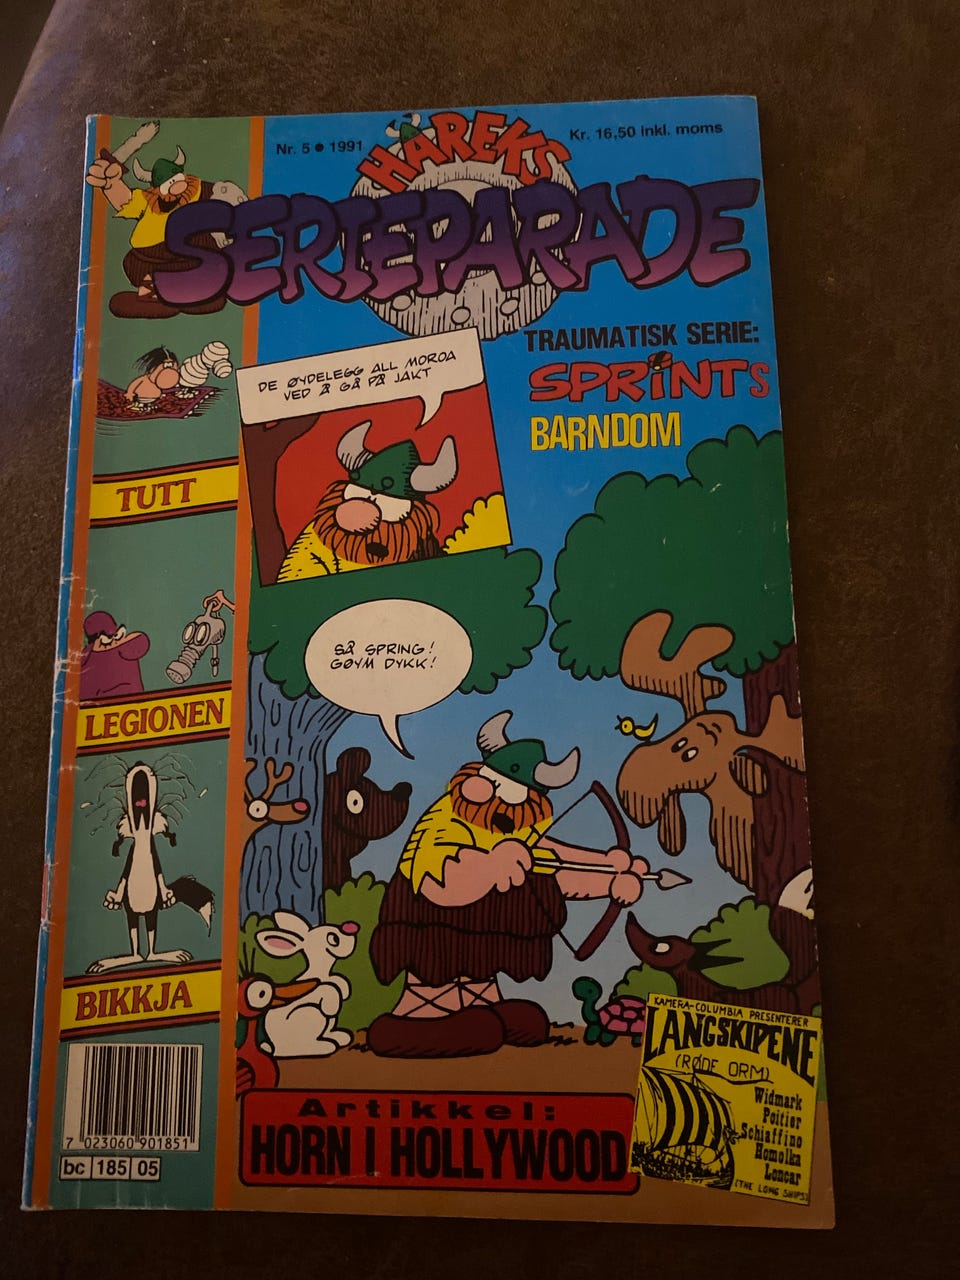 Nr. 5 • 1991
HÅREKS
Kr. 16,50 inkl. moms
SERIEPARADE
TRAUMATISK SERIE:
SPRiNTs
BARNDOM
DE ØYDELEGG ALL MOROA
VED Å GÅ PÅ JAKT
TUTT
SÅ SPRING!
GØYM DYKK!
LEGIONEN
BIKKJA
7 023060 901851
bc 185 05
Artikkel:
HORN I HOLLYWOOD
KAMERA-COLUMBIA PRESENTERER
LANGSKIPENE
(RØDE ORM)
Widmark
Poitier
Schiaffino
Homolka
Loncar
(THE LONG SHIPS)